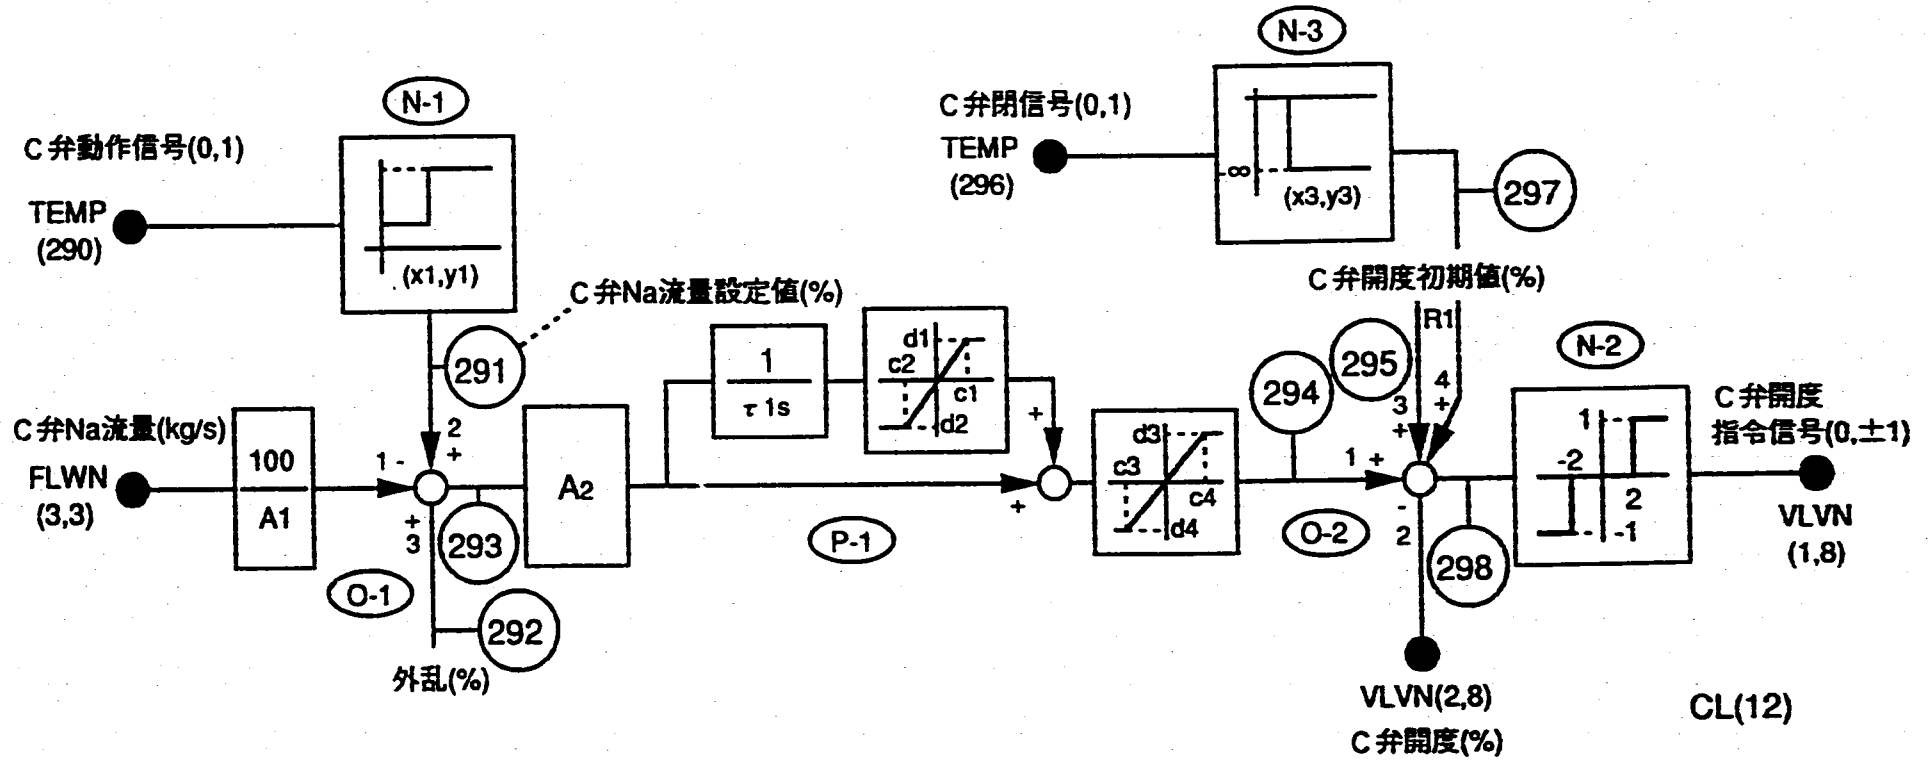 N-3
N-1
C弁閉信号(0,1)
TEMP
(296)
-∞
(x3,y3)
297
C弁動作信号(0,1)
TEMP
(290)
(x1,y1)
C弁Na流量設定値(%)
C弁開度初期値(%)
291
1
τ1s
d1
c2
c1
d2
R1
295
294
N-2
4
+
3
+
C弁Na流量(kg/s)
FLWN
(3,3)
100
A1
1 -
2
+
+
3
293
A2
+
+
d3
c3
c4
d4
1 +
-
2
298
1
-2
2
-1
C弁開度
指令信号(0,±1)
VLVN
(1,8)
P-1
O-2
O-1
292
外乱(%)
VLVN(2,8)
C弁開度(%)
CL(12)